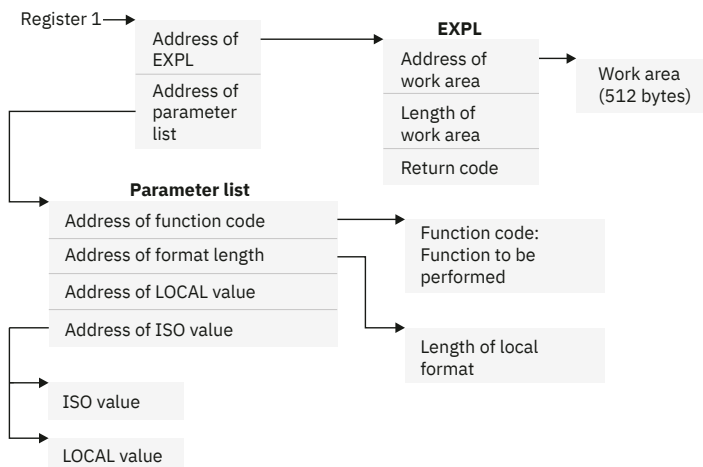 Register 1
Address of
EXPL
Address of
parameter
list
EXPL
Address of
work area
Length of
work area
Return code
Work area
(512 bytes)
Parameter list
Address of function code
Address of format length
Address of LOCAL value
Address of ISO value
Function code:
Function to be
performed
Length of local
format
ISO value
LOCAL value